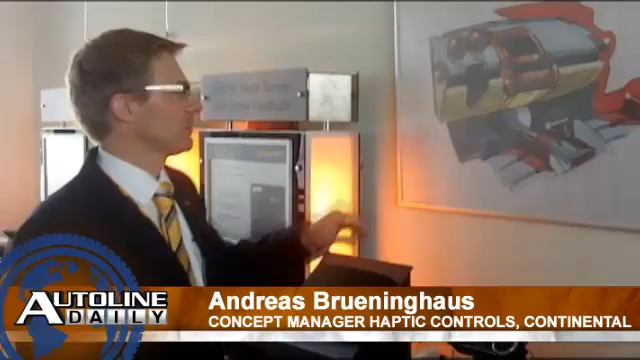 Andreas Brueninghaus
AUTOLINE
DAILY
CONCEPT MANAGER HAPTIC CONTROLS, CONTINENTAL